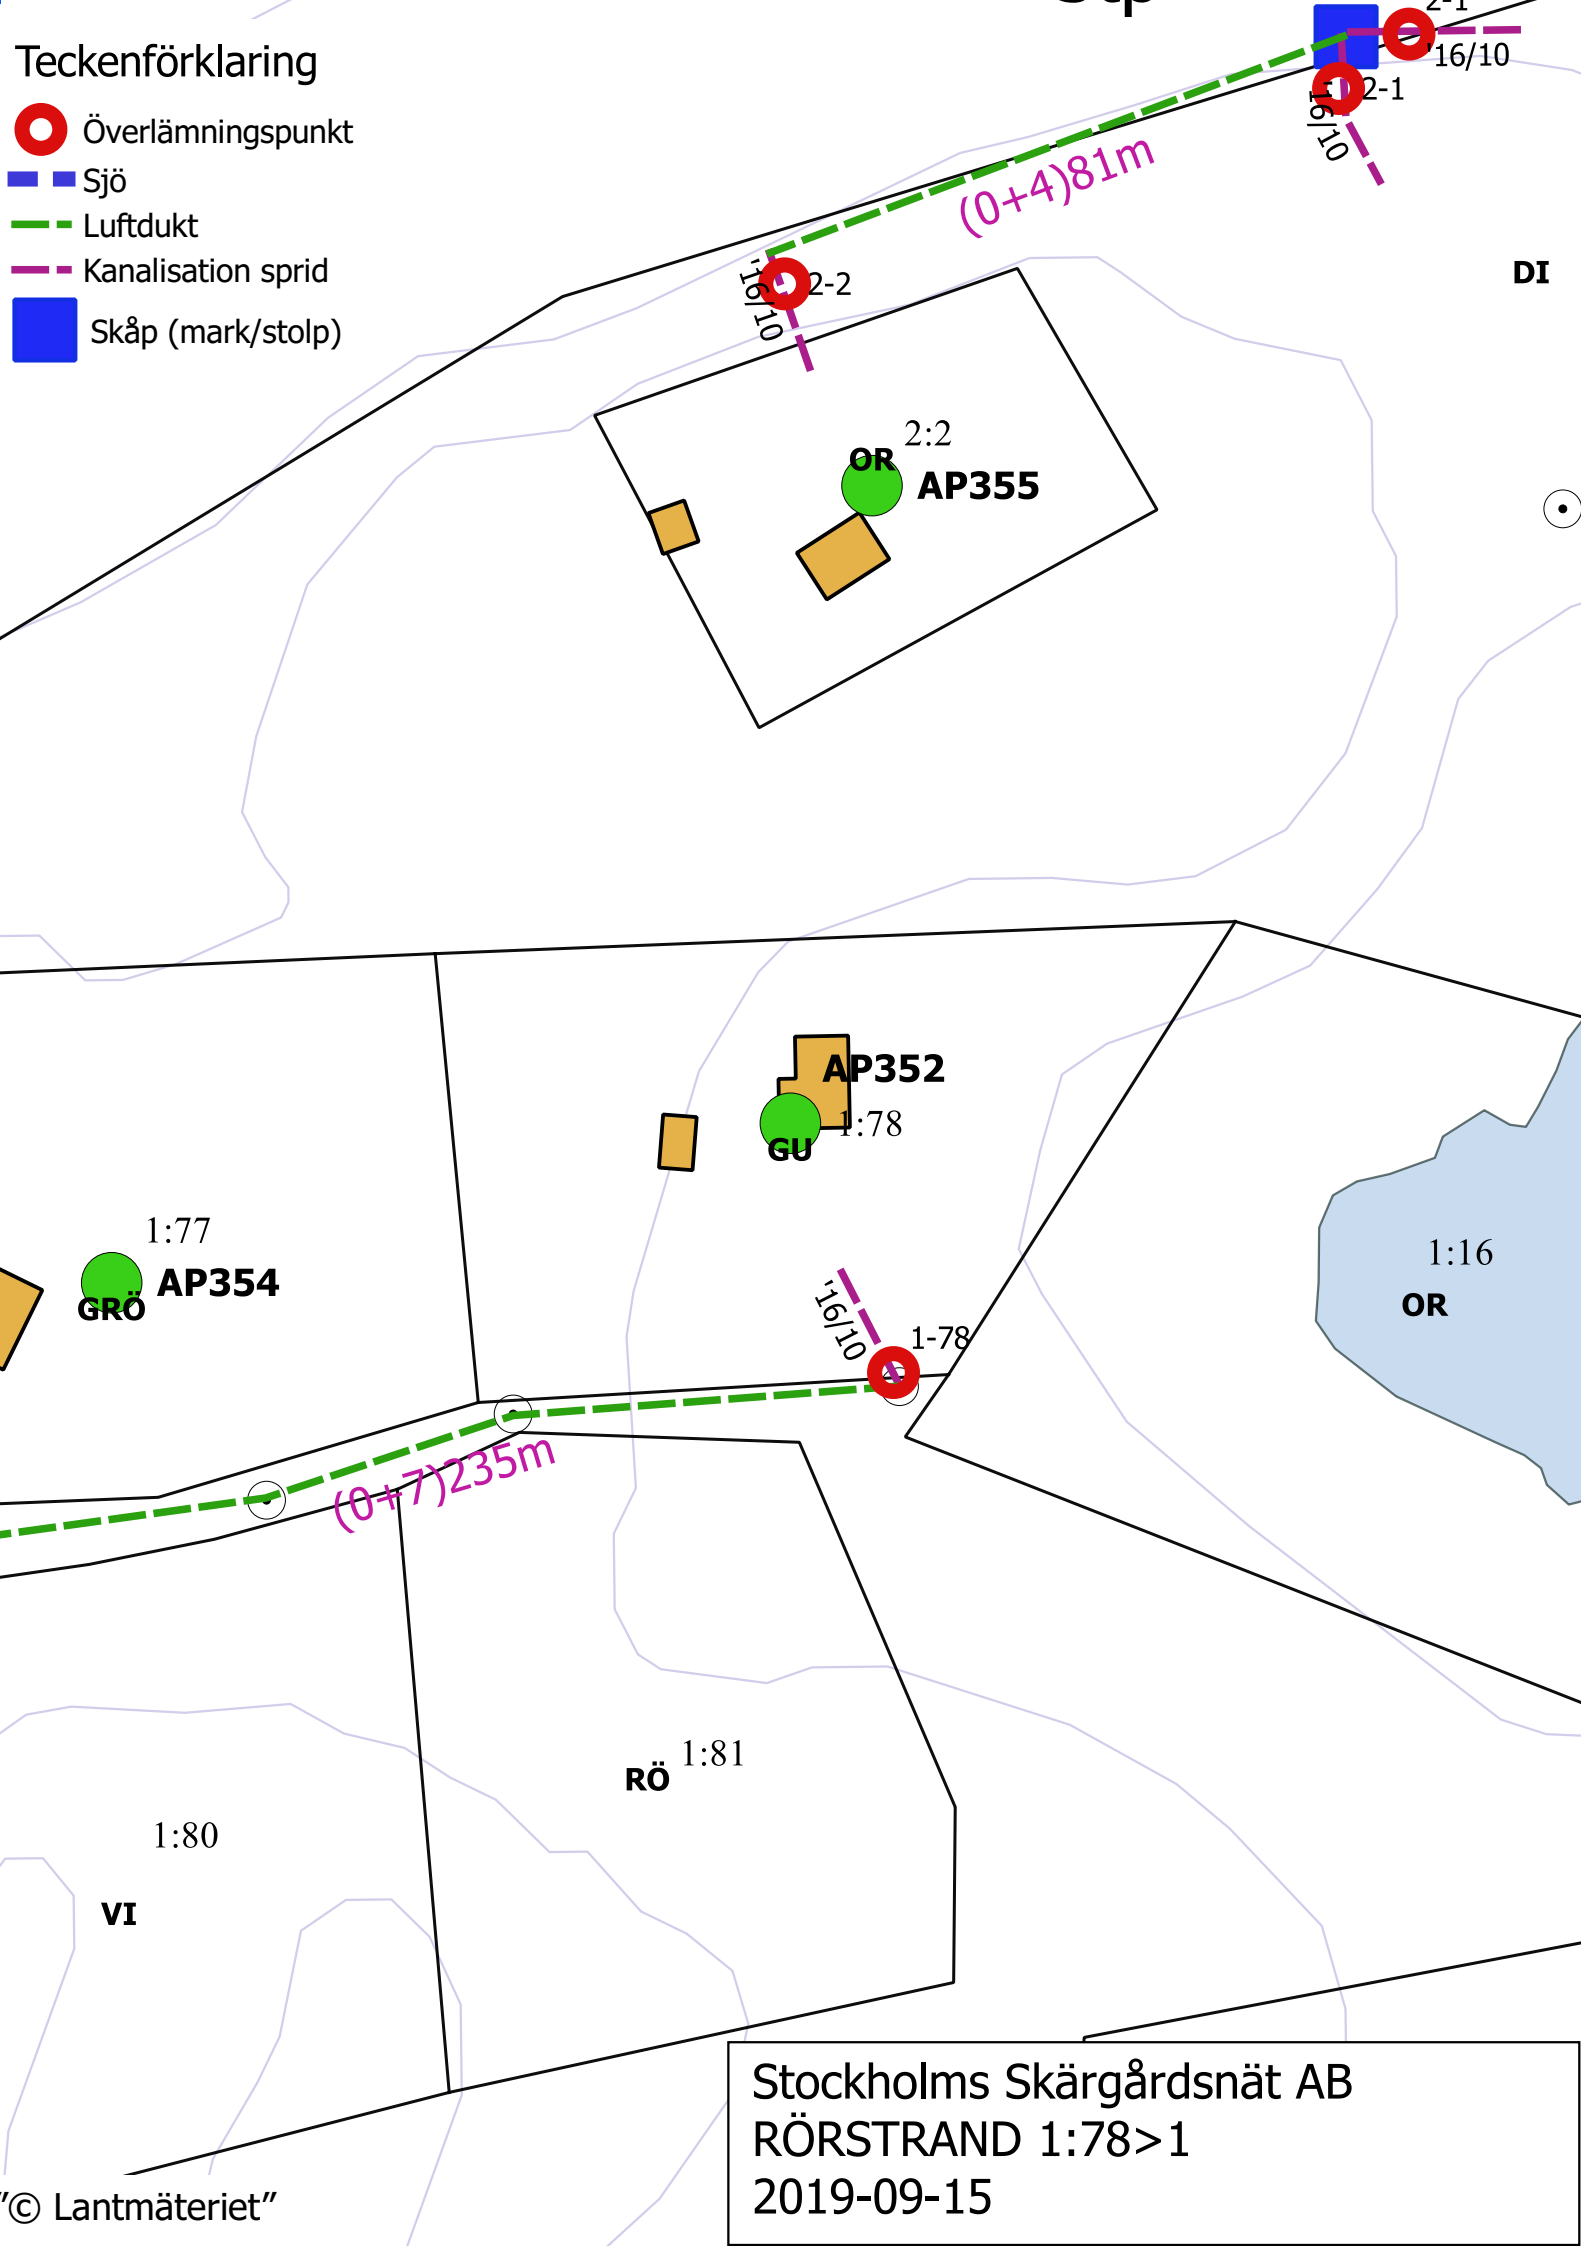 2-1
Teckenförklaring
'16/10
Överlämningspunkt
2-1
'16/10
Sjö
(0+4)81m
Luftdukt
Kanalisation sprid
DI
2-2
'16/10
Skåp (mark/stolp)
2:2
OR
AP355
AP352
1:78
GU
1:77
AP354
GRÖ
1:16
OR
'16/10
1-78
(0+7)235m
1:81
RÖ
1:80
VI
Stockholms Skärgårdsnät AB
RÖRSTRAND 1:78>1
2019-09-15
"© Lantmäteriet"